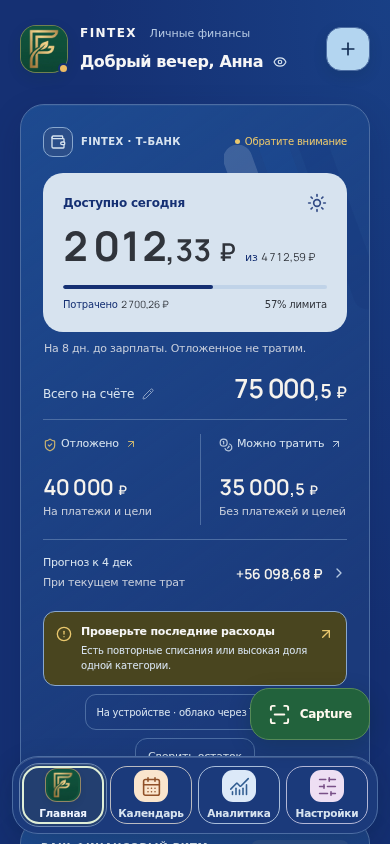 FINTEX Личные финансы
Добрый вечер, Анна
FINTEX · Т-БАНК
Обратите внимание
Доступно сегодня
2 012,33 ₽ из 4 712,59 ₽
Потрачено 2 700,26 ₽
57% лимита
На 8 дн. до зарплаты. Отложенное не тратим.
Всего на счёте
75 000,5 ₽
Отложено
Можно тратить
40 000 ₽
35 000,5 ₽
На платежи и цели
Без платежей и целей
Прогноз к 4 дек
При текущем темпе трат
+56 098,68 ₽
Проверьте последние расходы
Есть повторные списания или высокая доля
одной категории.
На устройстве · облако через
Capture
Главная
Календарь
Аналитика
Настройки